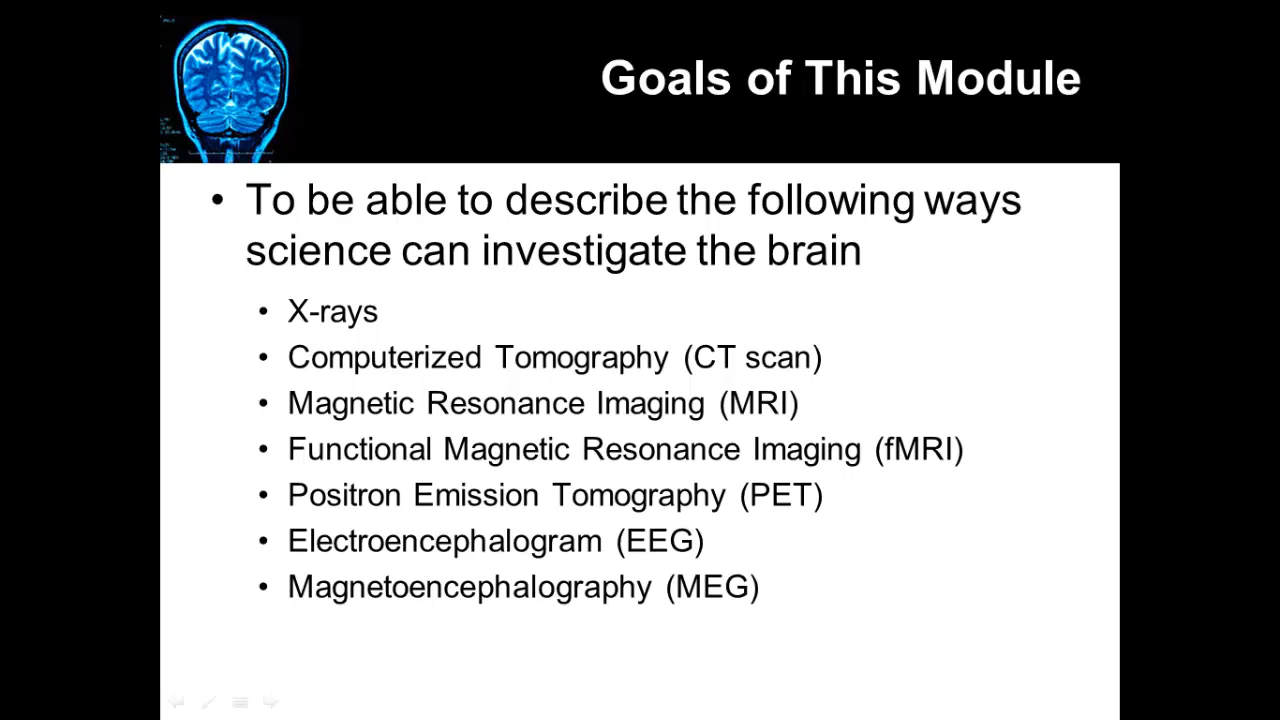 Goals of This Module
• To be able to describe the following ways
science can investigate the brain
• X-rays
• Computerized Tomography (CT scan)
• Magnetic Resonance Imaging (MRI)
• Functional Magnetic Resonance Imaging (fMRI)
• Positron Emission Tomography (PET)
• Electroencephalogram (EEG)
• Magnetoencephalography (MEG)